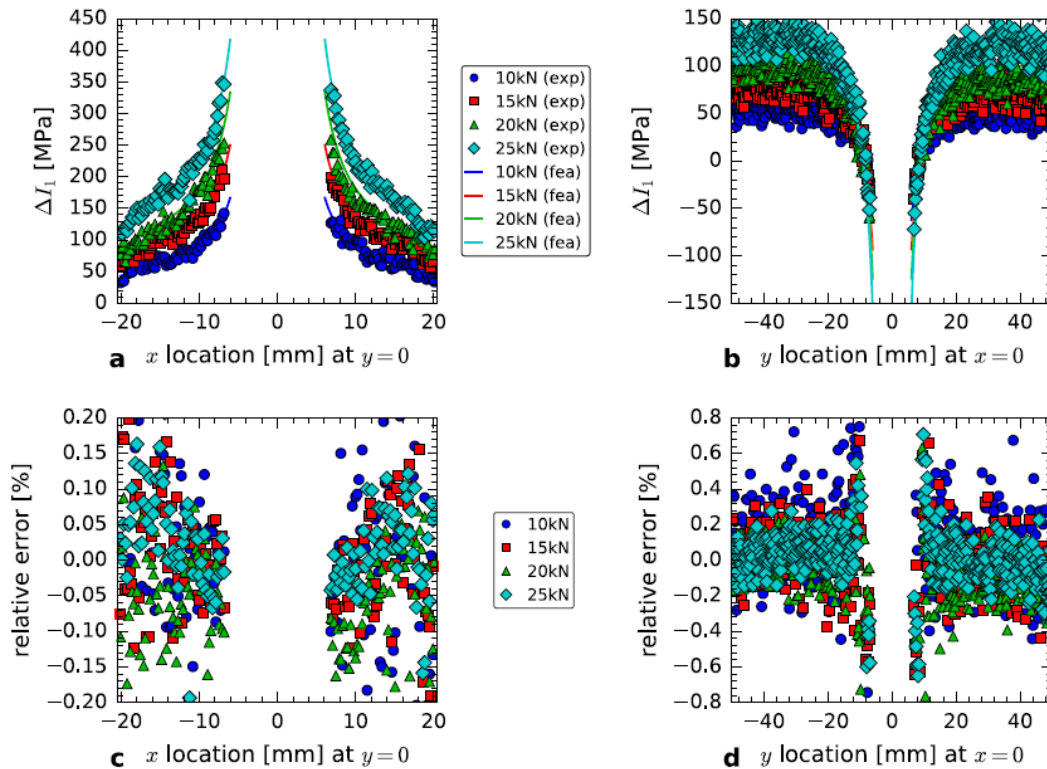 450
400
350
300
250
200
150
100
50
0
ΔI₁ [MPa]
−20 −10 0 10 20
a x location [mm] at y=0
10kN (exp)
15kN (exp)
20kN (exp)
25kN (exp)
10kN (fea)
15kN (fea)
20kN (fea)
25kN (fea)
150
100
50
0
−50
−100
−150
ΔI₁ [MPa]
−40 −20 0 20 40
b y location [mm] at x=0
0.20
0.15
0.10
0.05
0.00
−0.05
−0.10
−0.15
−0.20
relative error [%]
−20 −10 0 10 20
c x location [mm] at y=0
10kN
15kN
20kN
25kN
0.8
0.6
0.4
0.2
0.0
−0.2
−0.4
−0.6
−0.8
relative error [%]
−40 −20 0 20 40
d y location [mm] at x=0